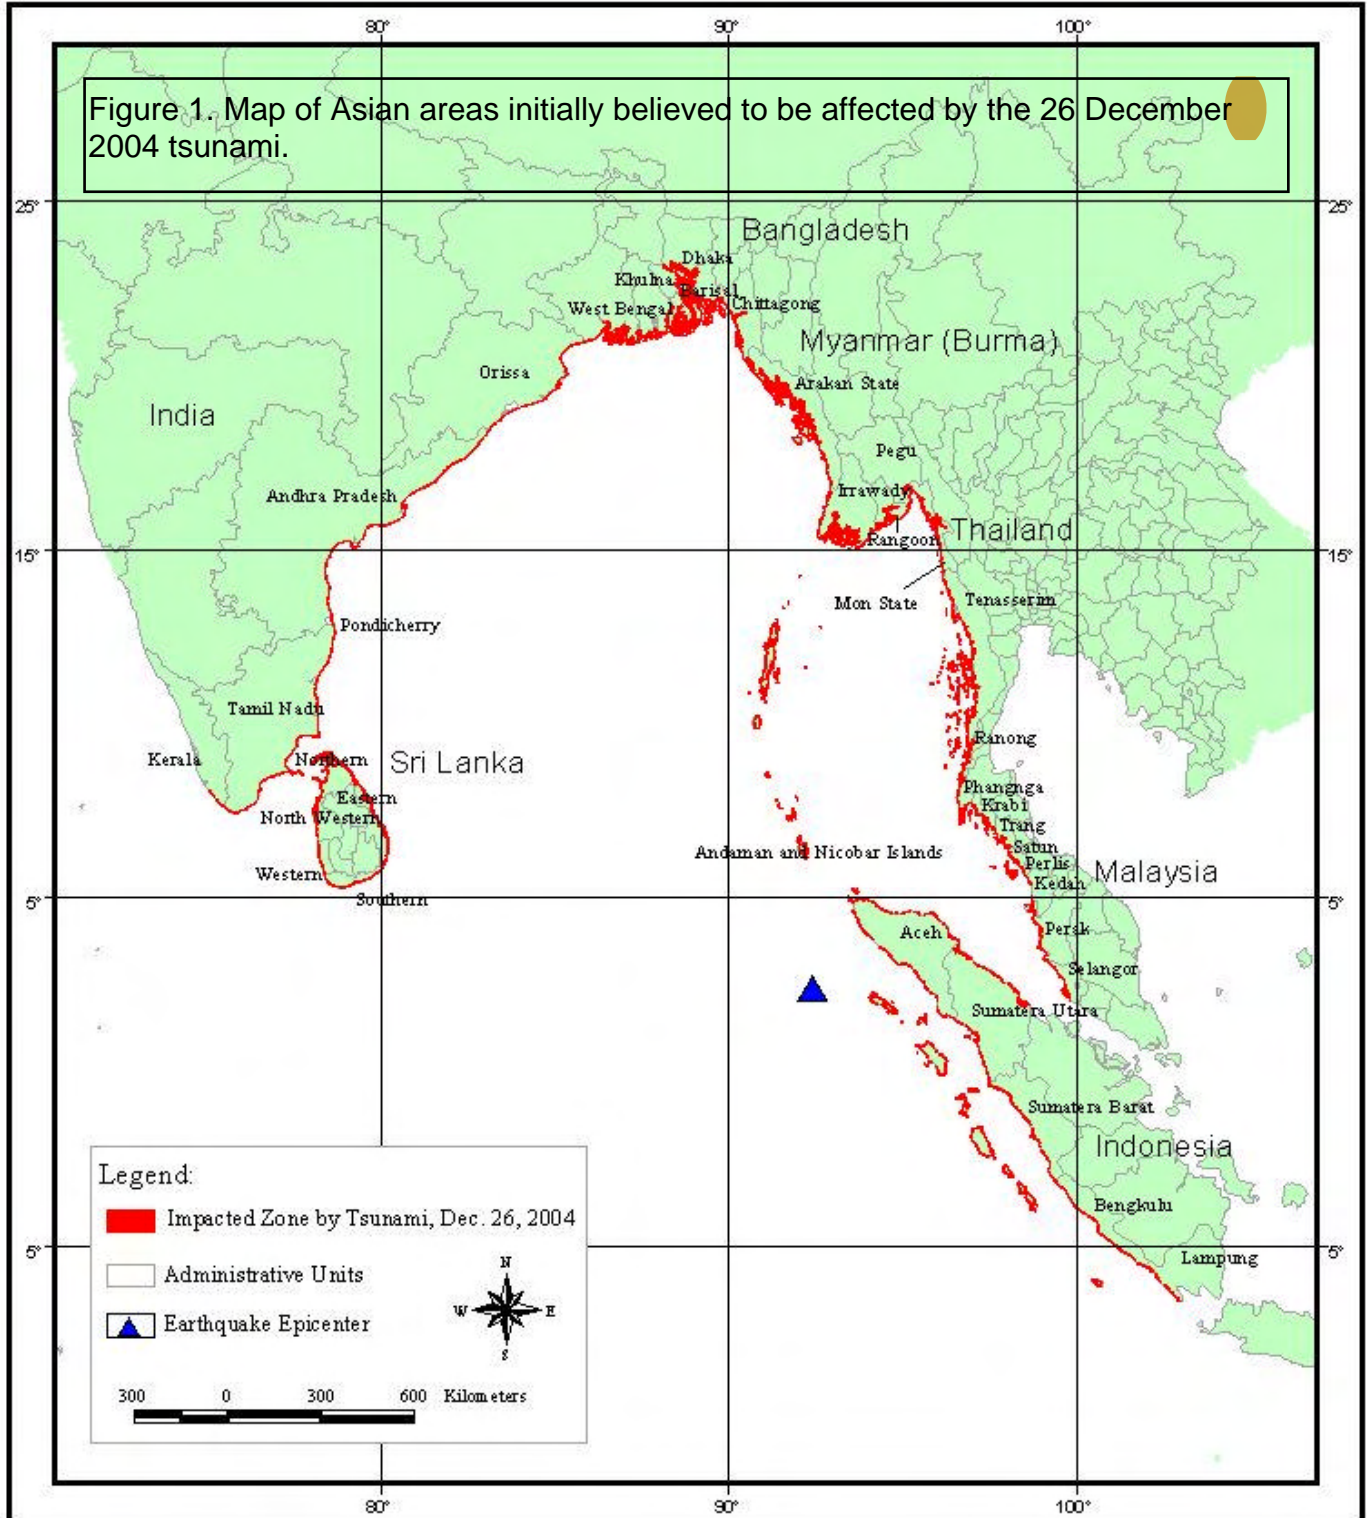 80° 90° 100°
Figure 1. Map of Asian areas initially believed to be affected by the 26 December
2004 tsunami.
25° 25°
Bangladesh
Dhaka
Khulna
Barisal
West Bengal Chittagong
Myanmar (Burma)
Orissa Arakan State
India
Pegu
Andhra Pradesh Irrawady
Thailand
Rangoon
15° 15°
Mon State Tenasserim
Pondicherry
Tamil Nadu
Ranong
Kerala Northern Sri Lanka
Phangnga
Eastern Krabi
North Western Trang
Satun
Andaman and Nicobar Islands
Perlis
Western Malaysia
Kedah
5° Southern 5°
Aceh Persk
Selangor
Sumatera Utara
Sumatera Barat
Indonesia
Legend:
Bengkulu
Impacted Zone by Tsunami, Dec. 26, 2004
5° 5°
Lampung
N
Administrative Units
W E
Earthquake Epicenter
S
300 0 300 600 Kilometers
80° 90° 100°